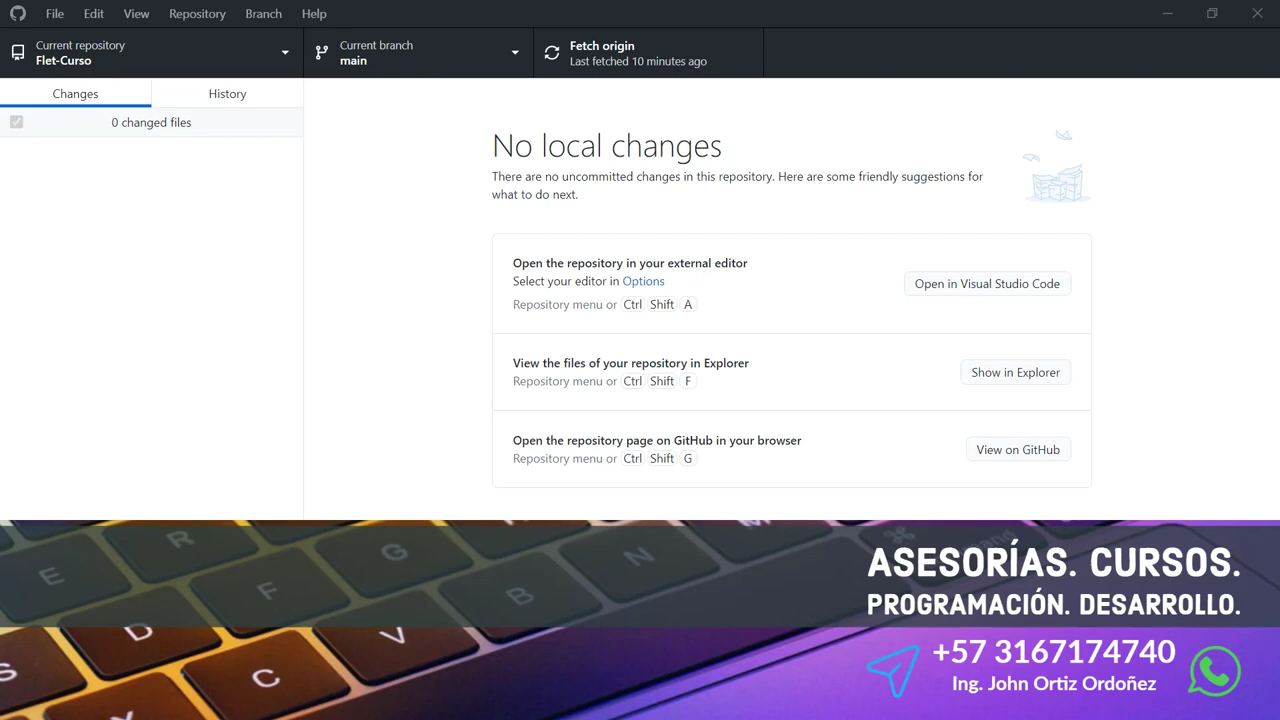 File Edit View Repository Branch Help
Current repository
Flet-Curso
Current branch
main
Fetch origin
Last fetched 10 minutes ago
Changes
History
0 changed files
No local changes
There are no uncommitted changes in this repository. Here are some friendly suggestions for
what to do next.
Open the repository in your external editor
Select your editor in Options
Repository menu or Ctrl Shift A
Open in Visual Studio Code
View the files of your repository in Explorer
Repository menu or Ctrl Shift F
Show in Explorer
Open the repository page on GitHub in your browser
Repository menu or Ctrl Shift G
View on GitHub
E R F G D C V B N M
ASESORÍAS. CURSOS.
PROGRAMACIÓN. DESARROLLO.
+57 3167174740
Ing. John Ortiz Ordoñez